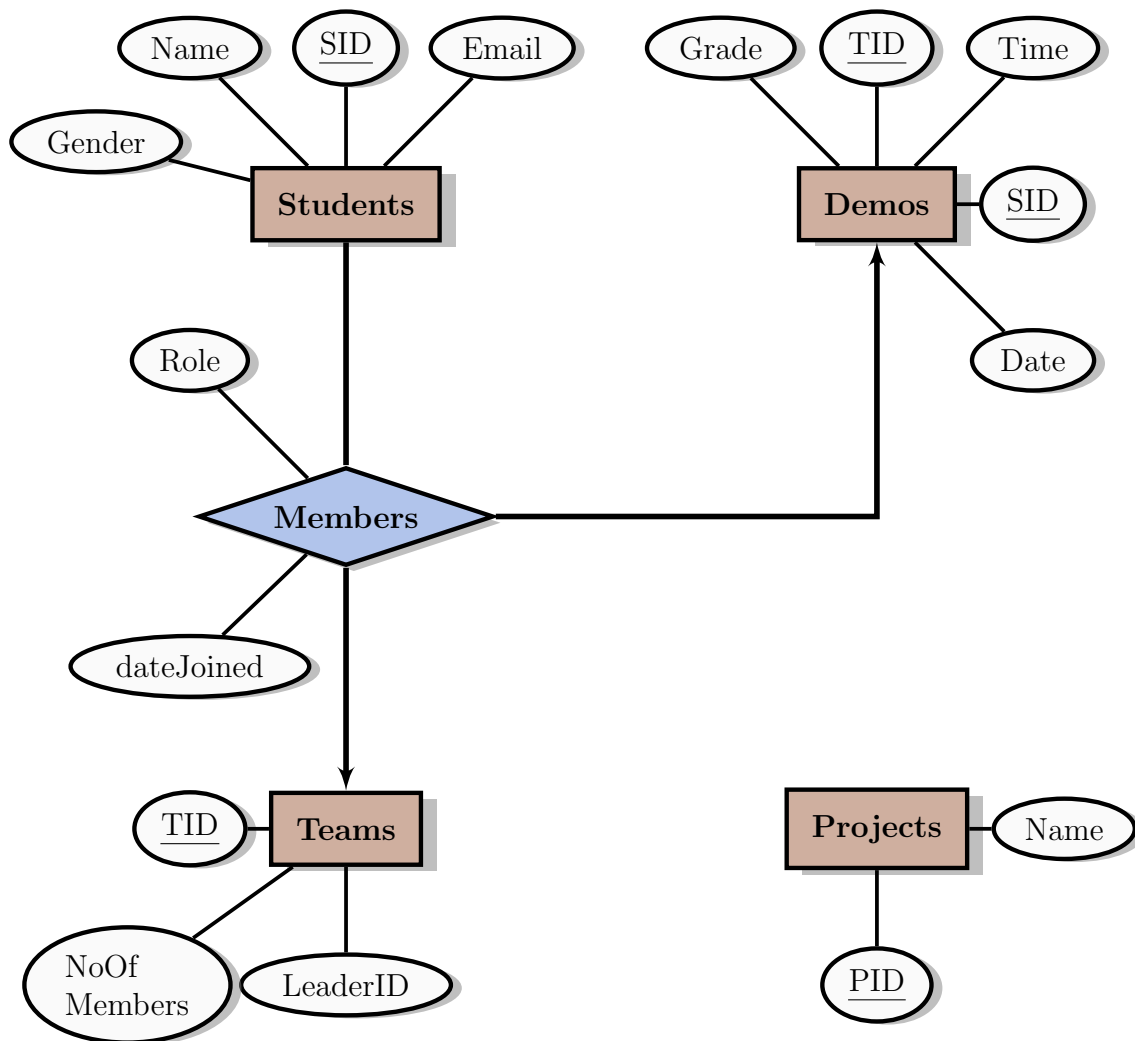 Name
SID
Email
Grade
TID
Time
Gender
Students
Demos
SID
Role
Date
Members
dateJoined
TID
Teams
Projects
Name
NoOf
Members
LeaderID
PID